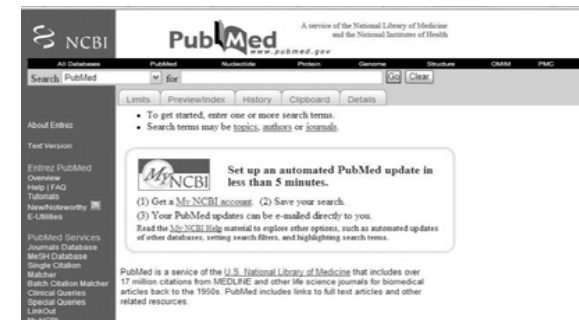 NCBI
PubMed
www.pubmed.gov
A service of the National Library of Medicine
and the National Institutes of Health
All Databases PubMed Nucleotide Protein Genome Structure OMIM PMC
Search PubMed for Go Clear
Limits Preview/Index History Clipboard Details
About Entrez
Text Version
Entrez PubMed
Overview
Help | FAQ
Tutorials
New/Noteworthy
E-Utilities
PubMed Services
Journals Database
MeSH Database
Single Citation
Matcher
Batch Citation Matcher
Clinical Queries
Special Queries
LinkOut
My NCBI
• To get started, enter one or more search terms.
• Search terms may be topics, authors or journals.
My NCBI
Set up an automated PubMed update in
less than 5 minutes.
(1) Get a My NCBI account. (2) Save your search.
(3) Your PubMed updates can be e-mailed directly to you.
Read the My NCBI Help material to explore other options, such as automated updates
of other databases, setting search filters, and highlighting search terms.
PubMed is a service of the U.S. National Library of Medicine that includes over
17 million citations from MEDLINE and other life science journals for biomedical
articles back to the 1950s. PubMed includes links to full text articles and other
related resources.